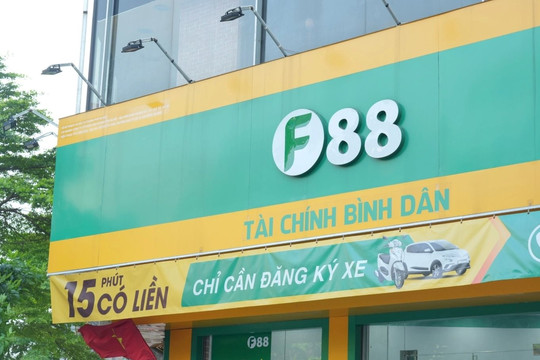 F88
TÀI CHÍNH BÌNH DÂN
15 PHÚT
CÓ LIỀN
CHỈ CẦN ĐĂNG KÝ XE
F88